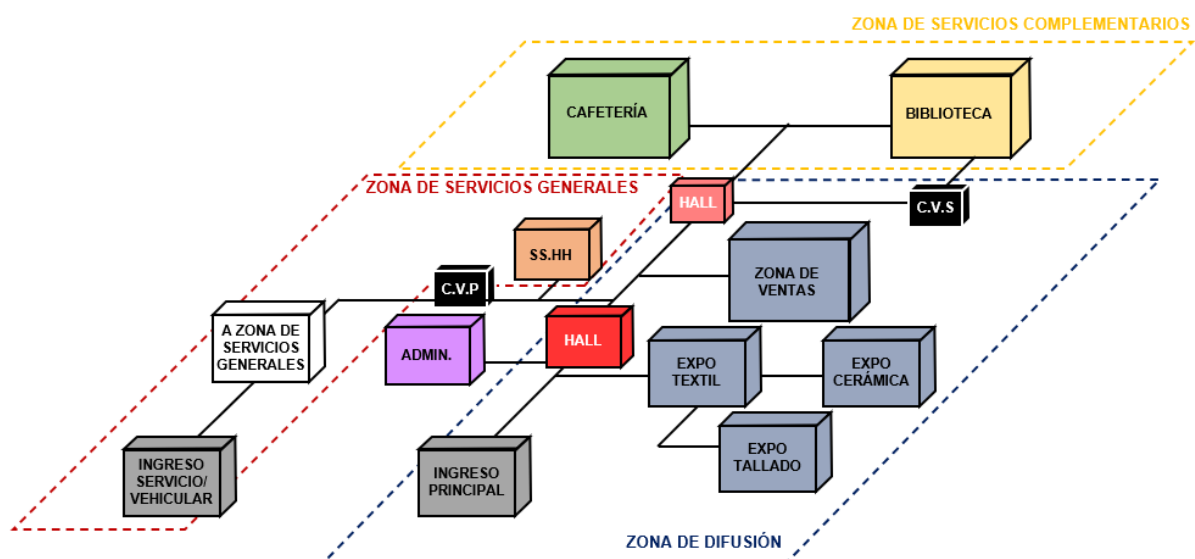 ZONA DE SERVICIOS COMPLEMENTARIOS
CAFETERÍA
BIBLIOTECA
ZONA DE SERVICIOS GENERALES
HALL
C.V.S
SS.HH
ZONA DE
VENTAS
C.V.P
A ZONA DE
SERVICIOS
GENERALES
ADMIN.
HALL
EXPO
TEXTIL
EXPO
CERÁMICA
EXPO
TALLADO
INGRESO
SERVICIO/
VEHICULAR
INGRESO
PRINCIPAL
ZONA DE DIFUSIÓN